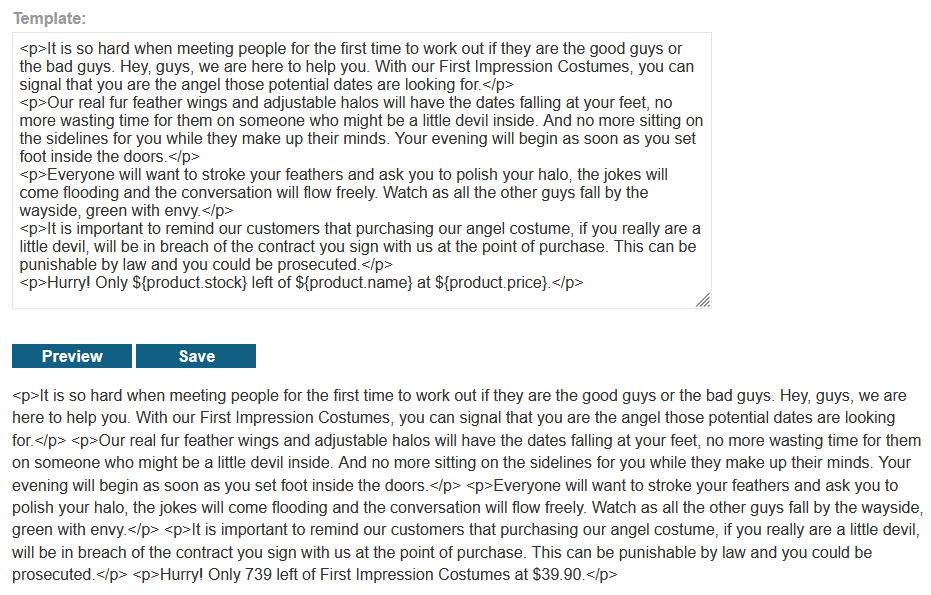 Template:
<p>It is so hard when meeting people for the first time to work out if they are the good guys or
the bad guys. Hey, guys, we are here to help you. With our First Impression Costumes, you can
signal that you are the angel those potential dates are looking for.</p>
<p>Our real fur feather wings and adjustable halos will have the dates falling at your feet, no
more wasting time for them on someone who might be a little devil inside. And no more sitting on
the sidelines for you while they make up their minds. Your evening will begin as soon as you set
foot inside the doors.</p>
<p>Everyone will want to stroke your feathers and ask you to polish your halo, the jokes will
come flooding and the conversation will flow freely. Watch as all the other guys fall by the
wayside, green with envy.</p>
<p>It is important to remind our customers that purchasing our angel costume, if you really are a
little devil, will be in breach of the contract you sign with us at the point of purchase. This can be
punishable by law and you could be prosecuted.</p>
<p>Hurry! Only ${product.stock} left of ${product.name} at ${product.price}.</p>
Preview Save
<p>It is so hard when meeting people for the first time to work out if they are the good guys or the bad guys. Hey, guys, we are
here to help you. With our First Impression Costumes, you can signal that you are the angel those potential dates are looking
for.</p> <p>Our real fur feather wings and adjustable halos will have the dates falling at your feet, no more wasting time for them
on someone who might be a little devil inside. And no more sitting on the sidelines for you while they make up their minds. Your
evening will begin as soon as you set foot inside the doors.</p> <p>Everyone will want to stroke your feathers and ask you to
polish your halo, the jokes will come flooding and the conversation will flow freely. Watch as all the other guys fall by the wayside,
green with envy.</p> <p>It is important to remind our customers that purchasing our angel costume, if you really are a little devil,
will be in breach of the contract you sign with us at the point of purchase. This can be punishable by law and you could be
prosecuted.</p> <p>Hurry! Only 739 left of First Impression Costumes at $39.90.</p>